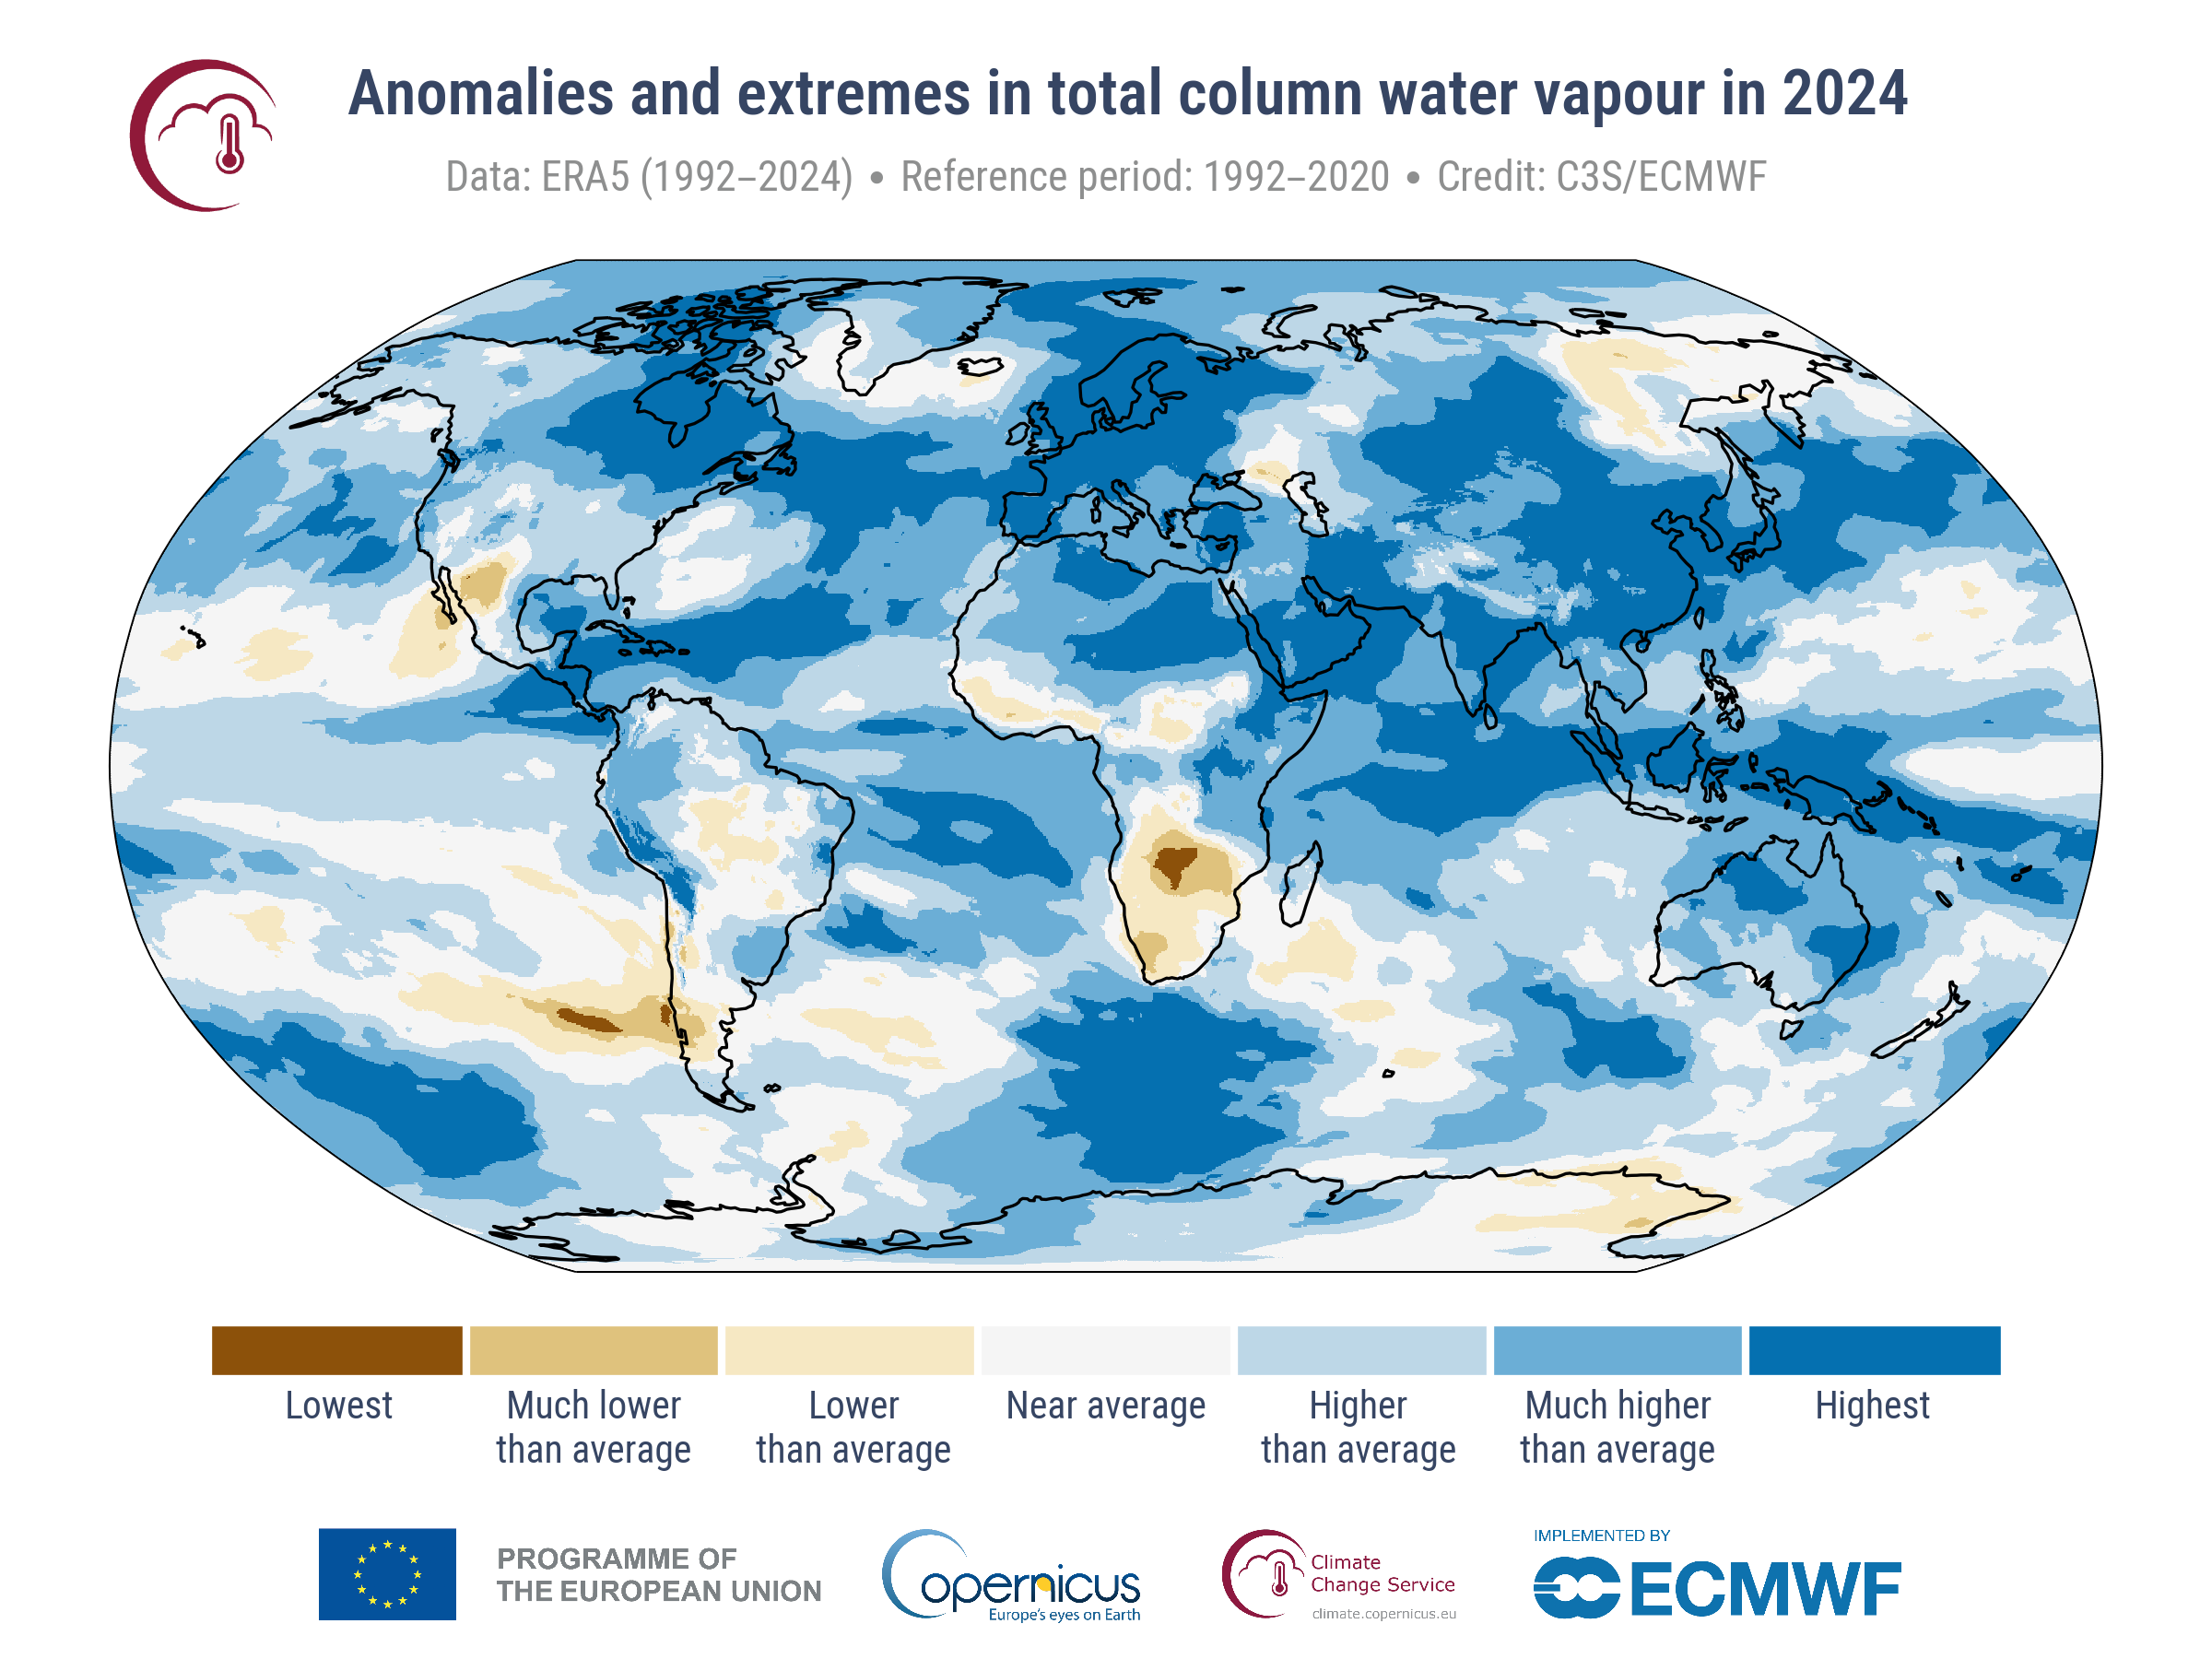 Anomalies and extremes in total column water vapour in 2024
Data: ERA5 (1992–2024) • Reference period: 1992–2020 • Credit: C3S/ECMWF
Lowest
Much lower
than average
Lower
than average
Near average
Higher
than average
Much higher
than average
Highest
PROGRAMME OF
THE EUROPEAN UNION
opernicus
Europe's eyes on Earth
Climate
Change Service
climate.copernicus.eu
IMPLEMENTED BY
ECMWF